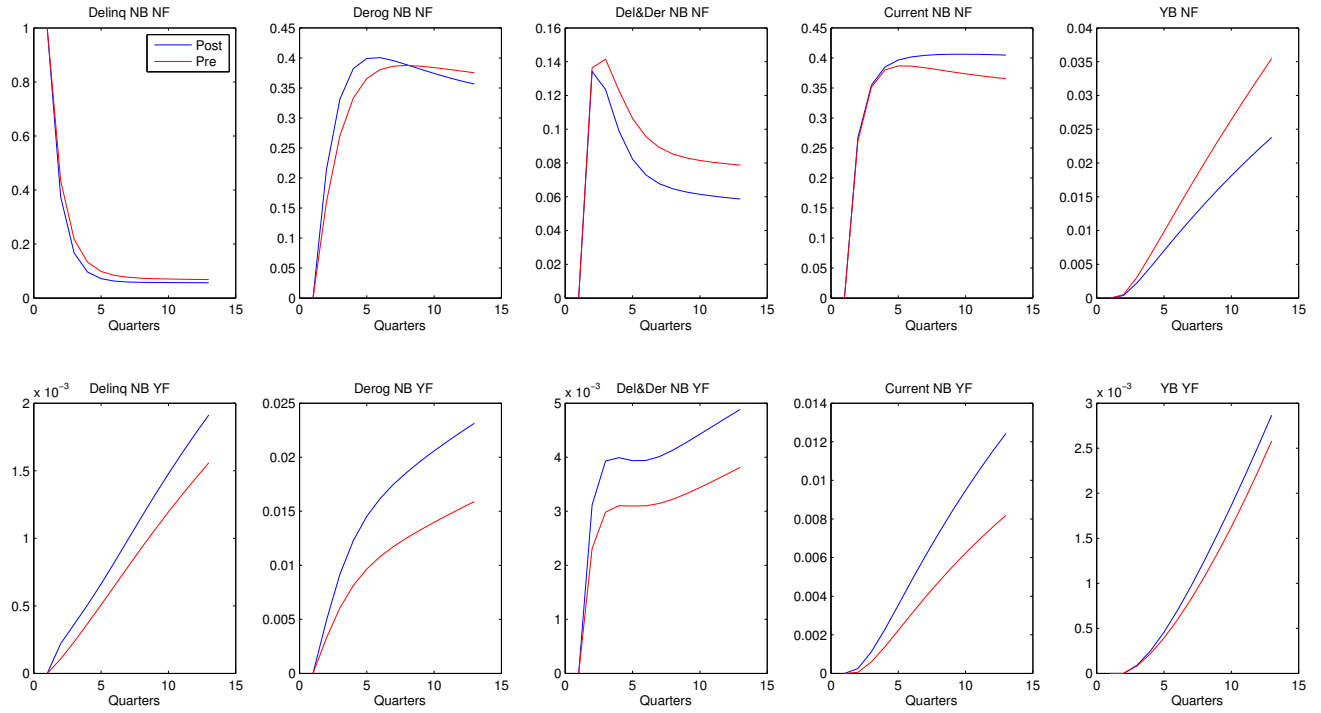 Delinq NB NF
1
0.8
0.6
0.4
0.2
0
0 5 10 15
Quarters
Post
Pre
Derog NB NF
0.45
0.4
0.35
0.3
0.25
0.2
0.15
0.1
0.05
0
0 5 10 15
Quarters
Del&Der NB NF
0.16
0.14
0.12
0.1
0.08
0.06
0.04
0.02
0
0 5 10 15
Quarters
Current NB NF
0.45
0.4
0.35
0.3
0.25
0.2
0.15
0.1
0.05
0
0 5 10 15
Quarters
YB NF
0.04
0.035
0.03
0.025
0.02
0.015
0.01
0.005
0
0 5 10 15
Quarters
Delinq NB YF
x 10⁻³
2
1.5
1
0.5
0
0 5 10 15
Quarters
Derog NB YF
0.025
0.02
0.015
0.01
0.005
0
0 5 10 15
Quarters
Del&Der NB YF
x 10⁻³
5
4
3
2
1
0
0 5 10 15
Quarters
Current NB YF
0.014
0.012
0.01
0.008
0.006
0.004
0.002
0
0 5 10 15
Quarters
YB YF
x 10⁻³
3
2.5
2
1.5
1
0.5
0
0 5 10 15
Quarters